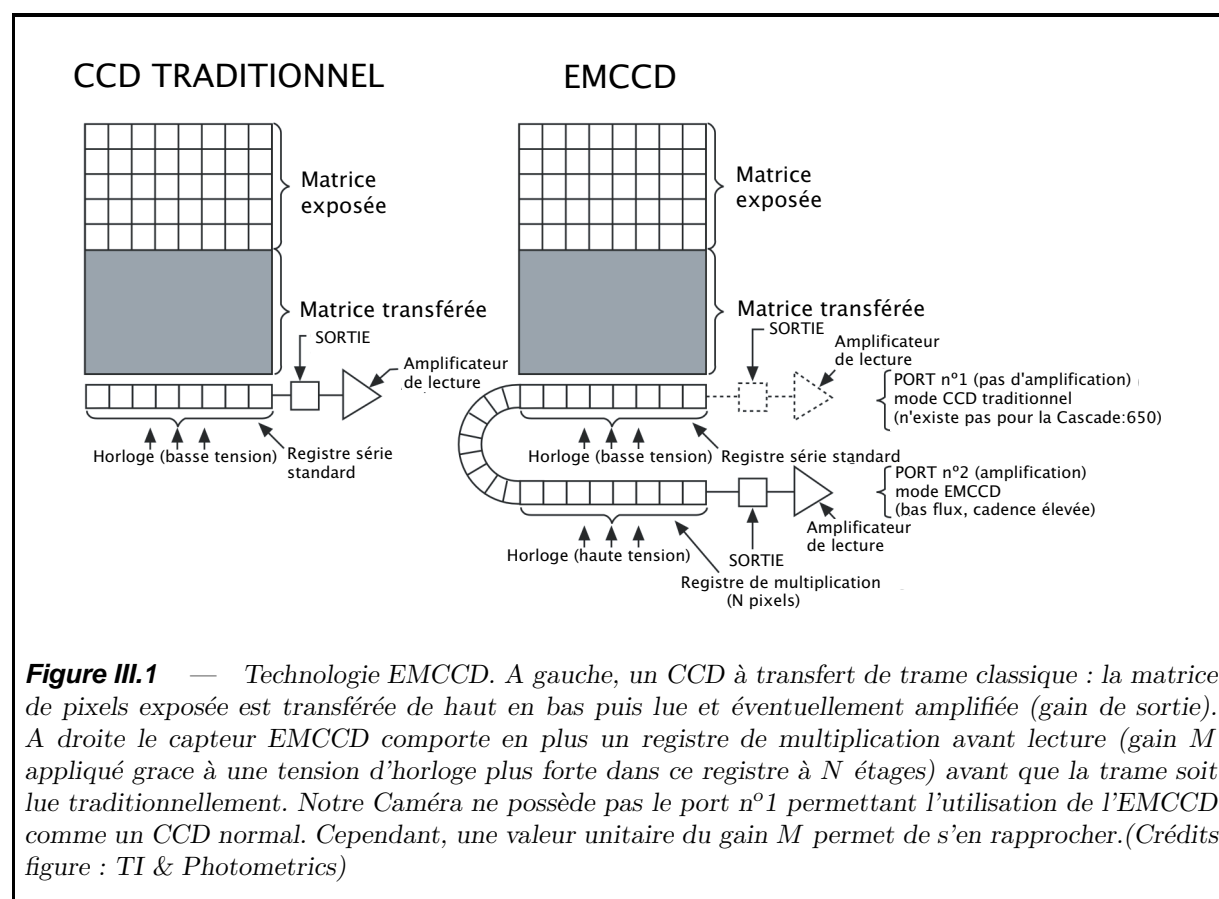 CCD TRADITIONNEL
EMCCD
Matrice
exposée
Matrice transférée
SORTIE
Amplificateur
de lecture
Horloge (basse tension)
Registre série
standard
Matrice
exposée
Matrice transférée
SORTIE
Amplificateur
de lecture
PORT nº1 (pas d'amplification)
mode CCD traditionnel
(n'existe pas pour la Cascade:650)
Horloge (basse tension)
Registre série standard
PORT nº2 (amplification)
mode EMCCD
(bas flux, cadence élevée)
Amplificateur
de lecture
Horloge (haute tension)
SORTIE
Registre de multiplication
(N pixels)
Figure III.1 — Technologie EMCCD. A gauche, un CCD à transfert de trame classique : la matrice
de pixels exposée est transférée de haut en bas puis lue et éventuellement amplifiée (gain de sortie).
A droite le capteur EMCCD comporte en plus un registre de multiplication avant lecture (gain M
appliqué grace à une tension d'horloge plus forte dans ce registre à N étages) avant que la trame soit
lue traditionnellement. Notre Caméra ne possède pas le port nº1 permettant l'utilisation de l'EMCCD
comme un CCD normal. Cependant, une valeur unitaire du gain M permet de s'en rapprocher.(Crédits
figure : TI & Photometrics)